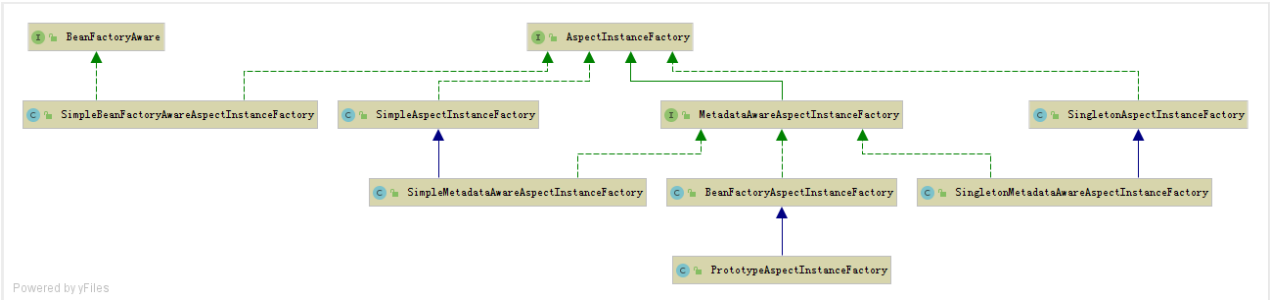 I BeanFactoryAware
I AspectInstanceFactory
C SimpleBeanFactoryAwareAspectInstanceFactory
C SimpleAspectInstanceFactory
I MetadataAwareAspectInstanceFactory
C SingletonAspectInstanceFactory
C SimpleMetadataAwareAspectInstanceFactory
C BeanFactoryAspectInstanceFactory
C SingletonMetadataAwareAspectInstanceFactory
C PrototypeAspectInstanceFactory
Powered by yFiles